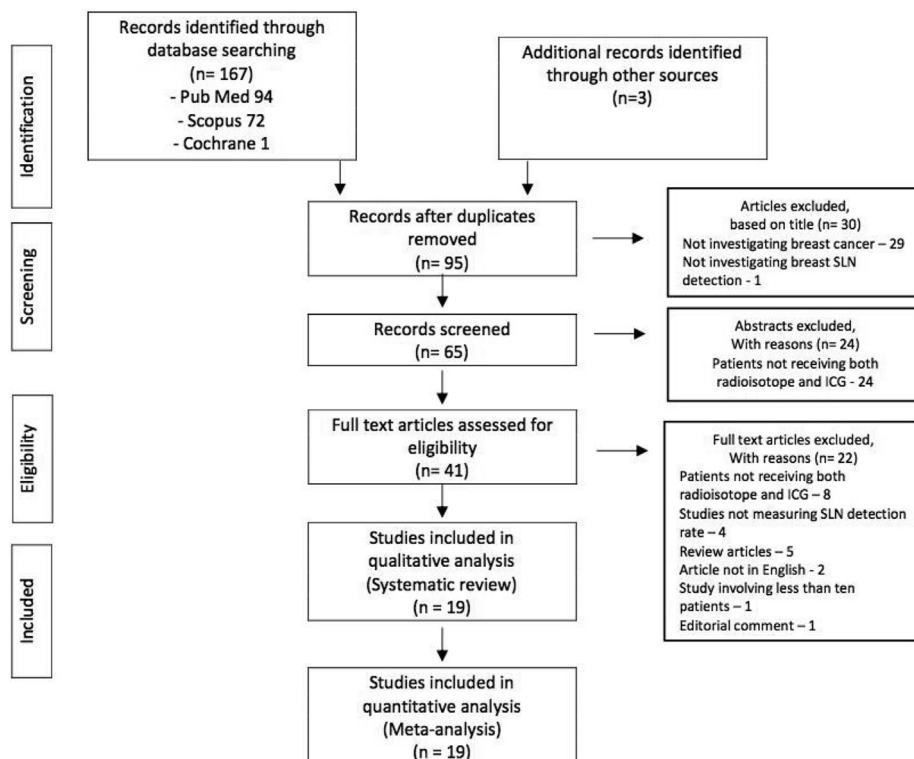 Records identified through
database searching
(n= 167)
- Pub Med 94
- Scopus 72
- Cochrane 1
Additional records identified
through other sources
(n=3)
Identification
Records after duplicates
removed
(n= 95)
Articles excluded,
based on title (n= 30)
Not investigating breast cancer – 29
Not investigating breast SLN
detection - 1
Screening
Records screened
(n= 65)
Abstracts excluded,
With reasons (n= 24)
Patients not receiving both
radioisotope and ICG - 24
Eligibility
Full text articles assessed for
eligibility
(n= 41)
Full text articles excluded,
With reasons (n= 22)
Patients not receiving both
radioisotope and ICG – 8
Studies not measuring SLN detection
rate – 4
Review articles – 5
Article not in English - 2
Study involving less than ten
patients – 1
Editorial comment – 1
Included
Studies included in
qualitative analysis
(Systematic review)
(n = 19)
Studies included in
quantitative analysis
(Meta-analysis)
(n = 19)